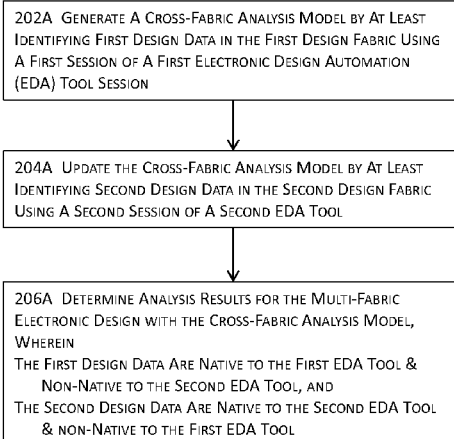 202A Generate A Cross-Fabric Analysis Model by At Least
Identifying First Design Data in the First Design Fabric Using
A First Session of A First Electronic Design Automation
(EDA) Tool Session
204A Update the Cross-Fabric Analysis Model by At Least
Identifying Second Design Data in the Second Design Fabric
Using A Second Session of A Second EDA Tool
206A Determine Analysis Results for the Multi-Fabric
Electronic Design with the Cross-Fabric Analysis Model,
Wherein
The First Design Data Are Native to the First EDA Tool &
Non-Native to the Second EDA Tool, and
The Second Design Data Are Native to the Second EDA Tool
& non-Native to the First EDA Tool